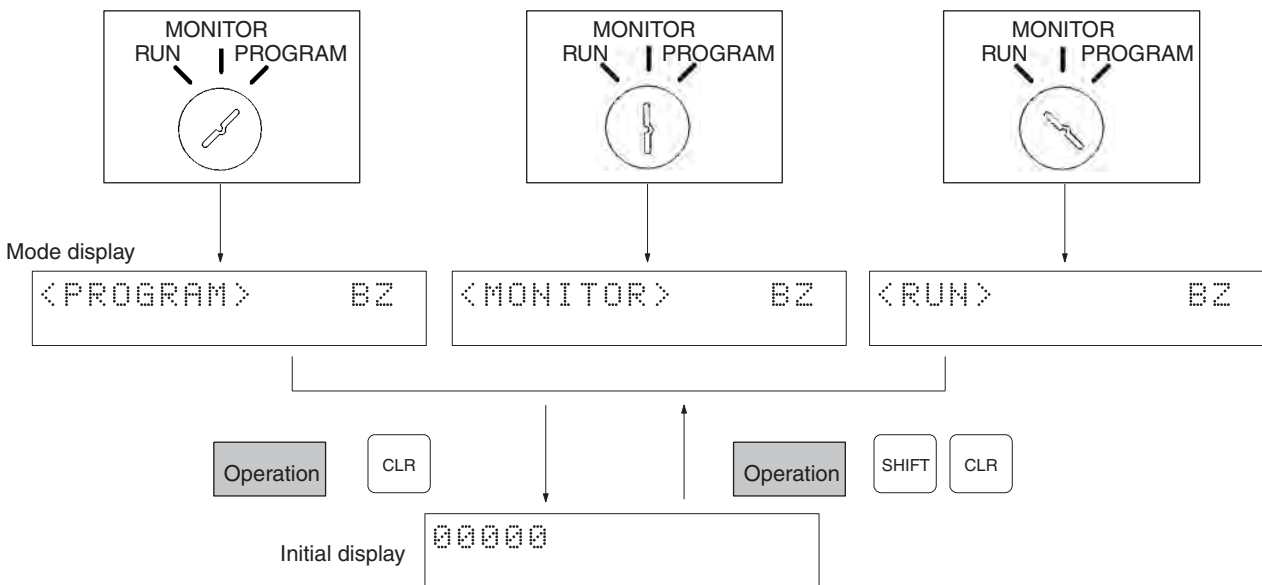 MONITOR
RUN PROGRAM
MONITOR
RUN PROGRAM
MONITOR
RUN PROGRAM
Mode display
<PROGRAM> BZ
<MONITOR> BZ
<RUN> BZ
Operation
CLR
Operation
SHIFT
CLR
Initial display
00000